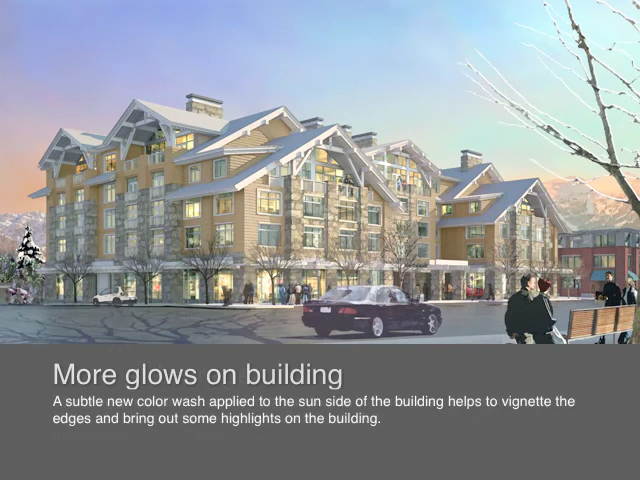 More glows on building
A subtle new color wash applied to the sun side of the building helps to vignette the
edges and bring out some highlights on the building.